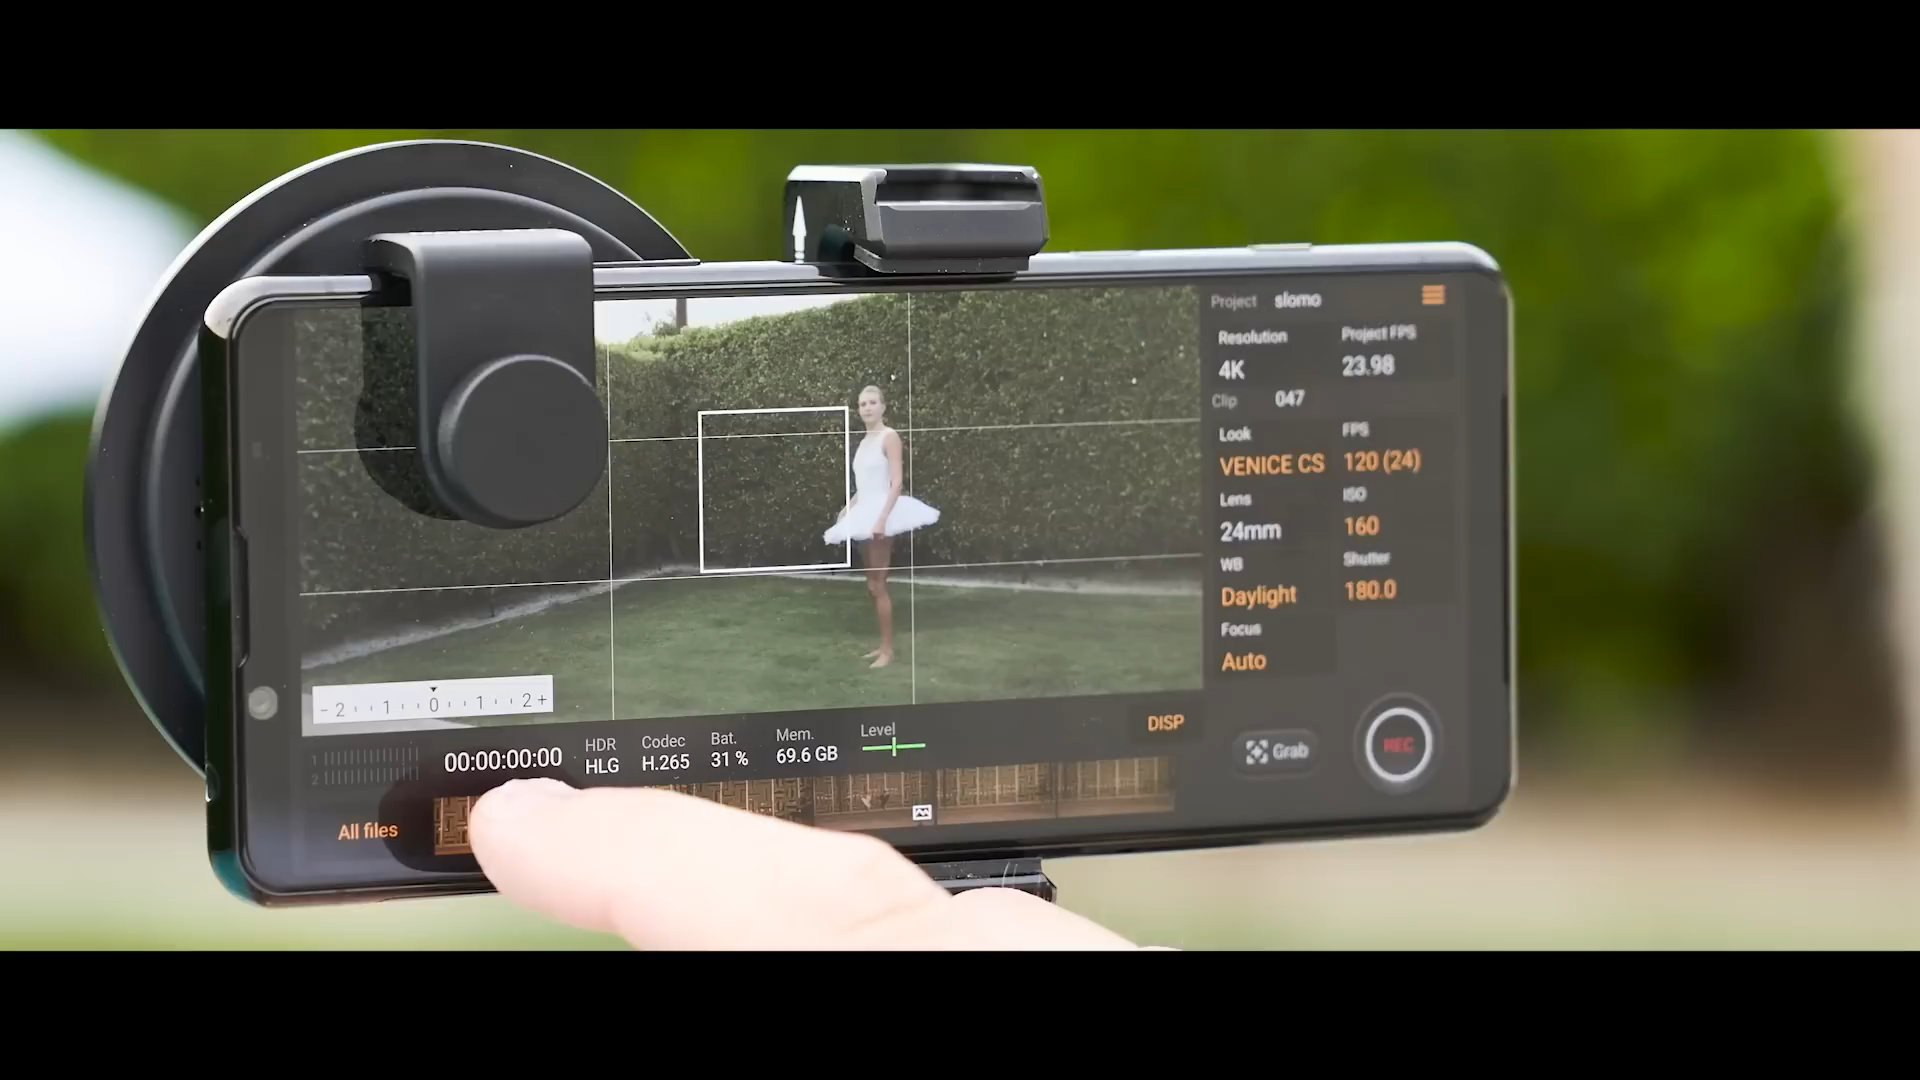 Project slomo
Resolution Project FPS
4K 23.98
Clip 047
Look FPS
VENICE CS 120 (24)
Lens ISO
24mm 160
WB Shutter
Daylight 180.0
Focus
Auto
-2 1 0 1 2+
1
2
00:00:00:00
HDR Codec Bat. Mem. Level
HLG H.265 31 % 69.6 GB
DISP
Grab
REC
All files